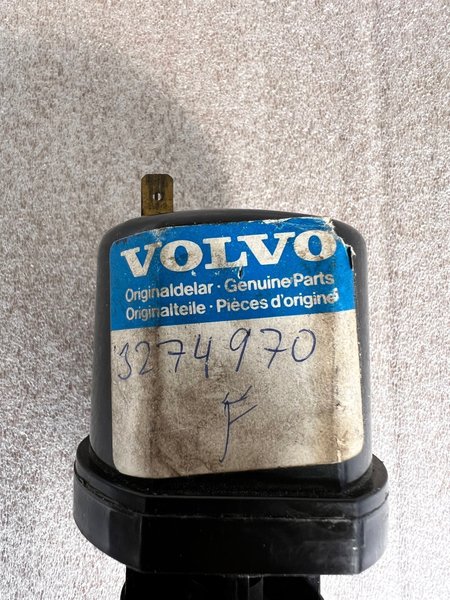 VOLVO
Originaldelar · Genuine Parts
Originalteile · Pièces d'origine
3274970
F